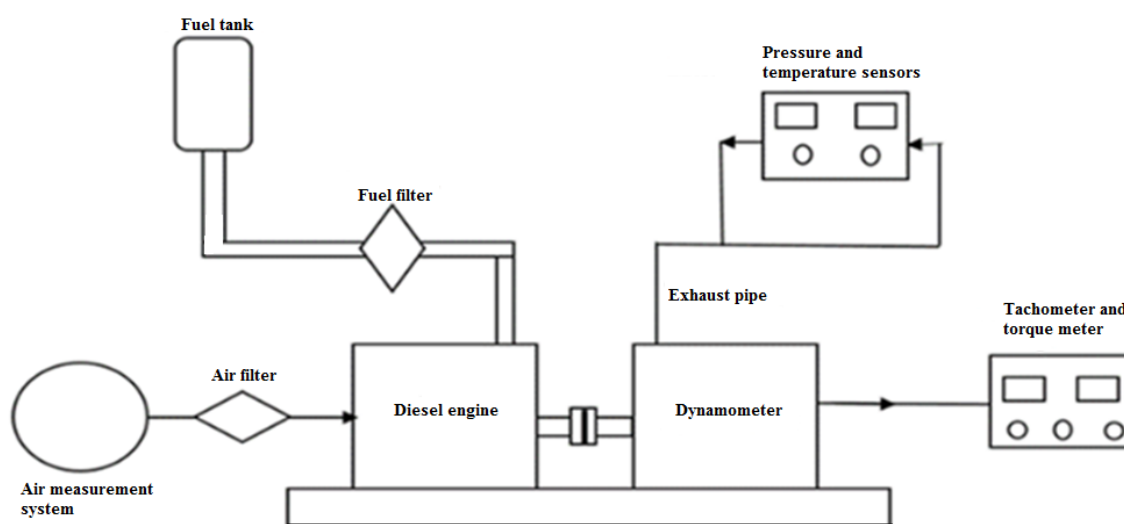 Fuel tank
Pressure and
temperature sensors
Fuel filter
Exhaust pipe
Tachometer and
torque meter
Air filter
Diesel engine
Dynamometer
Air measurement
system